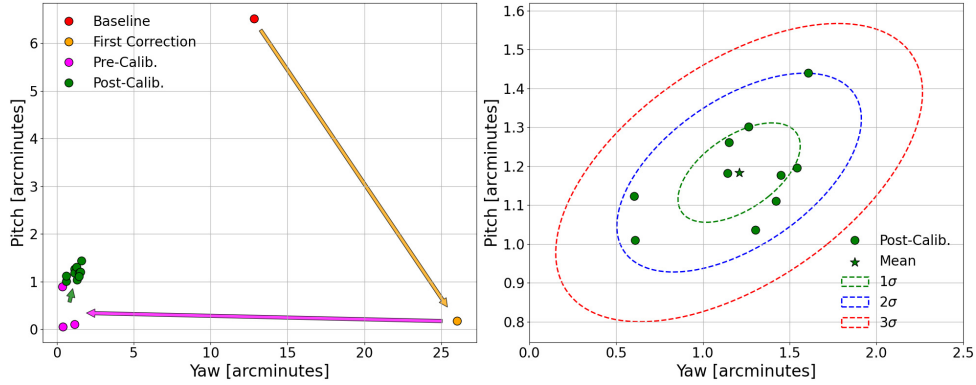 Pitch [arcminutes]
6
5
4
3
2
1
0
Baseline
First Correction
Pre-Calib.
Post-Calib.
0 5 10 15 20 25
Yaw [arcminutes]
Pitch [arcminutes]
1.6
1.5
1.4
1.3
1.2
1.1
1.0
0.9
0.8
Post-Calib.
Mean
1σ
2σ
3σ
0.0 0.5 1.0 1.5 2.0 2.5
Yaw [arcminutes]